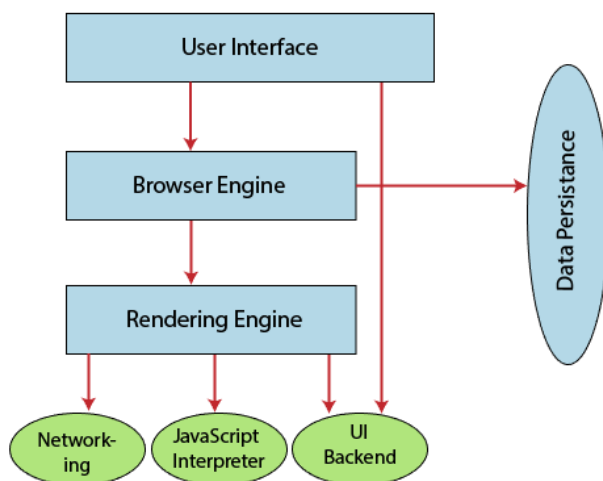 User Interface
Browser Engine
Data Persistance
Rendering Engine
Network-
ing
JavaScript
Interpreter
UI
Backend